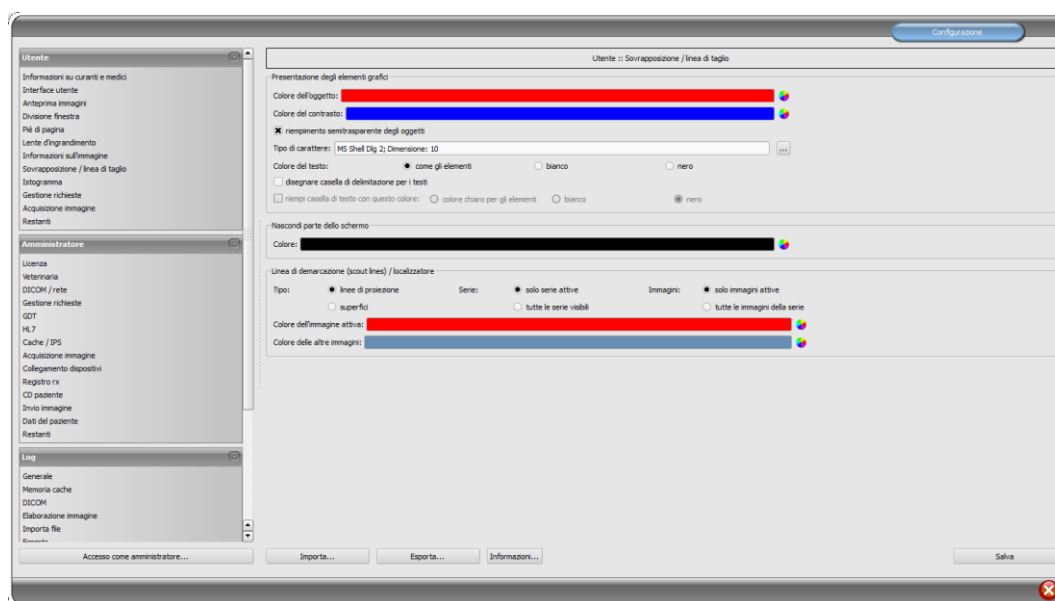 Configurazione
Utente
Informazioni su curanti e medici
Interface utente
Anteprima immagini
Divisione finestra
Piè di pagina
Lente d'ingrandimento
Informazioni sull'immagine
Sovrapposizione / linea di taglio
Istogramma
Gestione richieste
Acquisizione immagine
Restanti
Amministratore
Licenza
Veterinaria
DICOM / rete
Gestione richieste
GDT
HL7
Cache / IPS
Acquisizione immagine
Collegamento dispositivi
Registro rx
CD paziente
Invio immagine
Dati del paziente
Restanti
Log
Generale
Memoria cache
DICOM
Elaborazione immagine
Importa file
Accesso come amministratore...
Utente :: Sovrapposizione / linea di taglio
Presentazione degli elementi grafici
Colore dell'oggetto:
Colore del contrasto:
riempimento semitrasparente degli oggetti
Tipo di carattere: MS Shell Dlg 2; Dimensione: 10 ...
Colore del testo: come gli elementi bianco nero
disegnare casella di delimitazione per i testi
riempi casella di testo con questo colore: colore chiaro per gli elementi bianco nero
Nascondi parte dello schermo
Colore:
Linea di demarcazione (scout lines) / localizzatore
Tipo: linee di proiezione Serie: solo serie attive Immagini: solo immagini attive
superfici tutte le serie visibili tutte le immagini della serie
Colore dell'immagine attiva:
Colore delle altre immagini:
Importa... Esporta... Informazioni... Salva